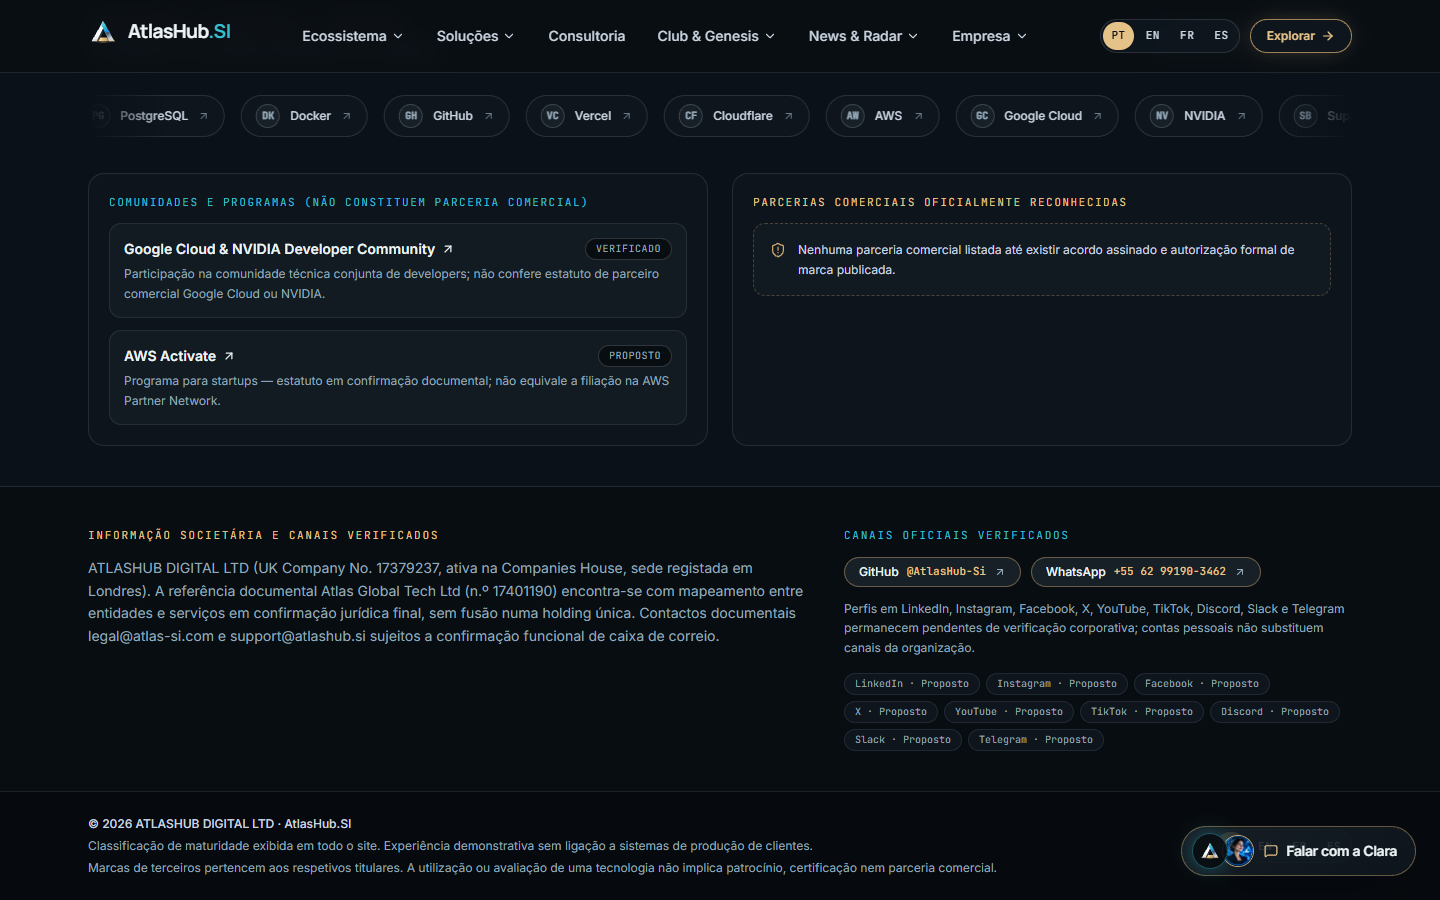 AtlasHub.SI
Ecossistema
Soluções
Consultoria
Club & Genesis
News & Radar
Empresa
PT EN FR ES
Explorar
PG PostgreSQL
DK Docker
GH GitHub
VC Vercel
CF Cloudflare
AW AWS
GC Google Cloud
NV NVIDIA
SB
COMUNIDADES E PROGRAMAS (NÃO CONSTITUEM PARCERIA COMERCIAL)
Google Cloud & NVIDIA Developer Community
VERIFICADO
Participação na comunidade técnica conjunta de developers; não confere estatuto de parceiro
comercial Google Cloud ou NVIDIA.
AWS Activate
PROPOSTO
Programa para startups — estatuto em confirmação documental; não equivale a filiação na AWS
Partner Network.
PARCERIAS COMERCIAIS OFICIALMENTE RECONHECIDAS
Nenhuma parceria comercial listada até existir acordo assinado e autorização formal de
marca publicada.
INFORMAÇÃO SOCIETÁRIA E CANAIS VERIFICADOS
ATLASHUB DIGITAL LTD (UK Company No. 17379237, ativa na Companies House, sede registada em
Londres). A referência documental Atlas Global Tech Ltd (n.º 17401190) encontra-se com mapeamento entre
entidades e serviços em confirmação jurídica final, sem fusão numa holding única. Contactos documentais
legal@atlas-si.com e support@atlashub.si sujeitos a confirmação funcional de caixa de correio.
CANAIS OFICIAIS VERIFICADOS
GitHub @AtlasHub-Si
WhatsApp +55 62 99190-3462
Perfis em LinkedIn, Instagram, Facebook, X, YouTube, TikTok, Discord, Slack e Telegram
permanecem pendentes de verificação corporativa; contas pessoais não substituem
canais da organização.
LinkedIn · Proposto
Instagram · Proposto
Facebook · Proposto
X · Proposto
YouTube · Proposto
TikTok · Proposto
Discord · Proposto
Slack · Proposto
Telegram · Proposto
© 2026 ATLASHUB DIGITAL LTD · AtlasHub.SI
Classificação de maturidade exibida em todo o site. Experiência demonstrativa sem ligação a sistemas de produção de clientes.
Marcas de terceiros pertencem aos respetivos titulares. A utilização ou avaliação de uma tecnologia não implica patrocínio, certificação nem parceria comercial.
Falar com a Clara